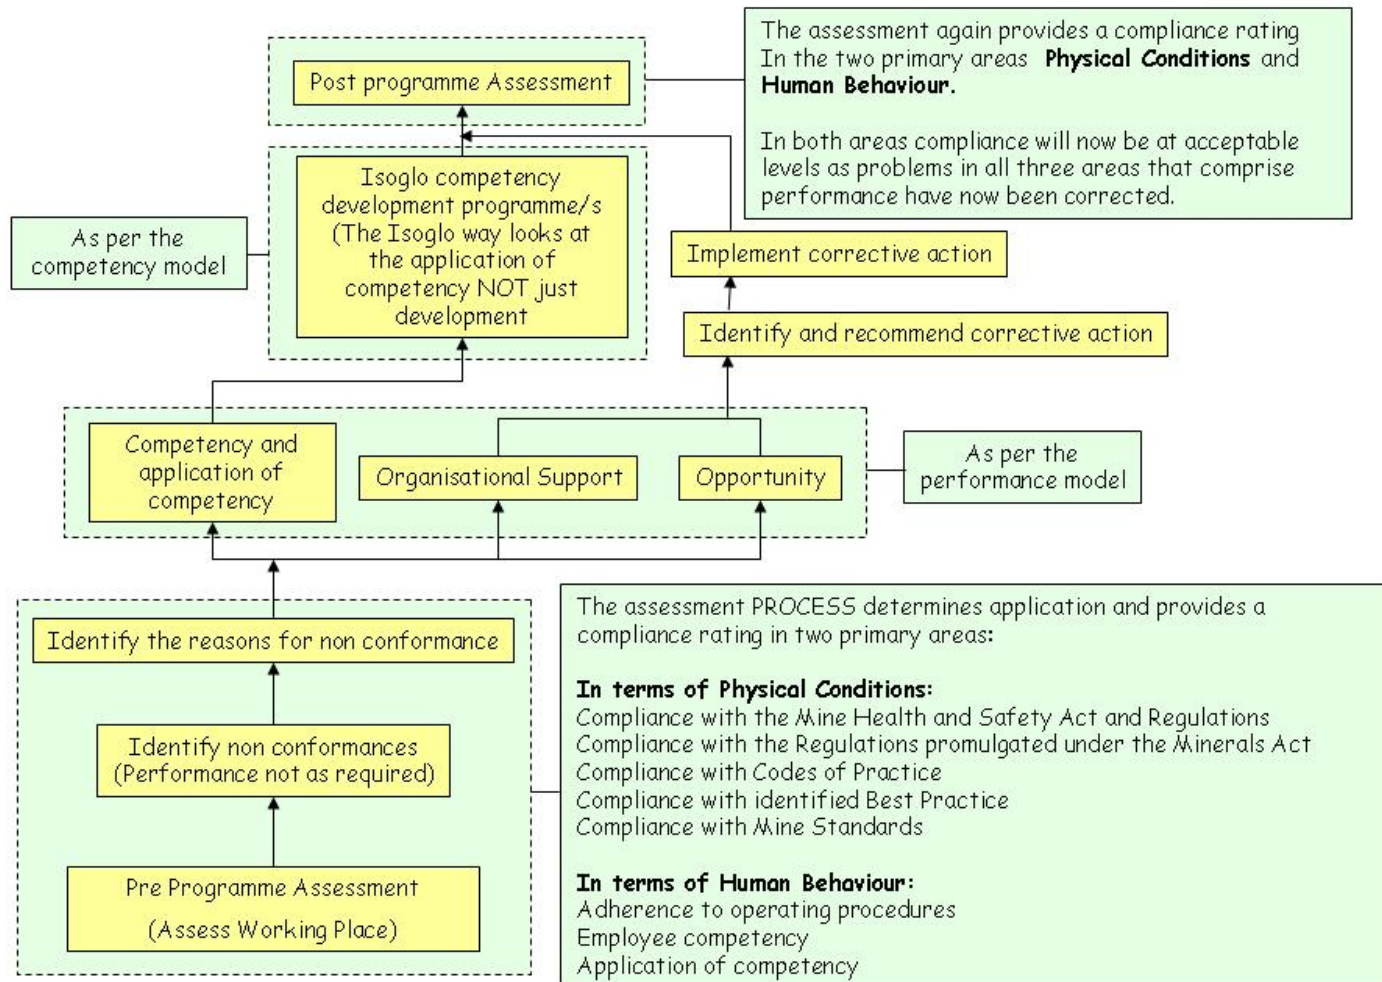 Post programme Assessment
The assessment again provides a compliance rating
In the two primary areas Physical Conditions and
Human Behaviour.
In both areas compliance will now be at acceptable
levels as problems in all three areas that comprise
performance have now been corrected.
As per the
competency model
Isoglo competency
development programme/s
(The Isoglo way looks at
the application of
competency NOT just
development
Implement corrective action
Identify and recommend corrective action
Competency and
application of
competency
Organisational Support
Opportunity
As per the
performance model
Identify the reasons for non conformance
Identify non conformances
(Performance not as required)
Pre Programme Assessment
(Assess Working Place)
The assessment PROCESS determines application and provides a
compliance rating in two primary areas:
In terms of Physical Conditions:
Compliance with the Mine Health and Safety Act and Regulations
Compliance with the Regulations promulgated under the Minerals Act
Compliance with Codes of Practice
Compliance with identified Best Practice
Compliance with Mine Standards
In terms of Human Behaviour:
Adherence to operating procedures
Employee competency
Application of competency